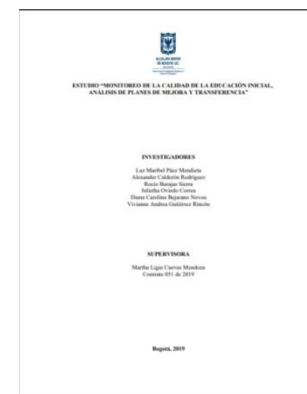 ESTUDIO “MONITOREO DE LA CALIDAD DE LA EDUCACIÓN INICIAL,
ANÁLISIS DE PLANES DE MEJORA Y TRANSFERENCIA”
INVESTIGADORES
Luz Maribel Páez Mendieta
Alexander Calderón Rodríguez
Rocío Barajas Sierra
Julietha Oviedo Correa
Diana Carolina Bejarano Novoa
Vivianne Andrea Gutiérrez Rincón
SUPERVISORA
Martha Ligia Cuevas Mendoza
Contrato 051 de 2019
Bogotá, 2019